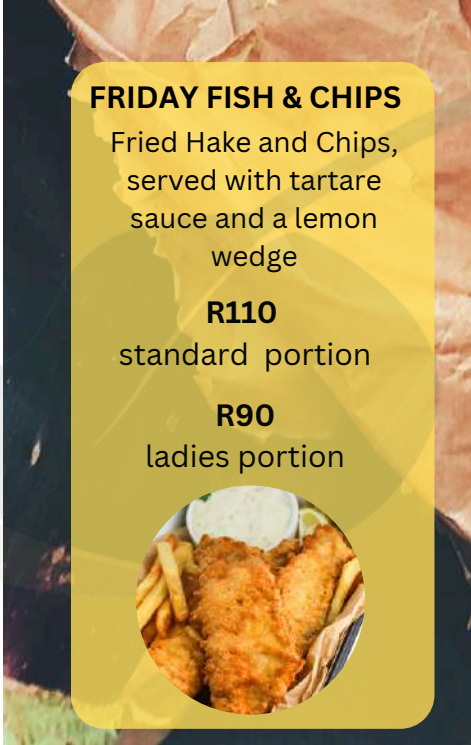 FRIDAY FISH & CHIPS
Fried Hake and Chips,
served with tartare
sauce and a lemon
wedge
R110
standard portion
R90
ladies portion